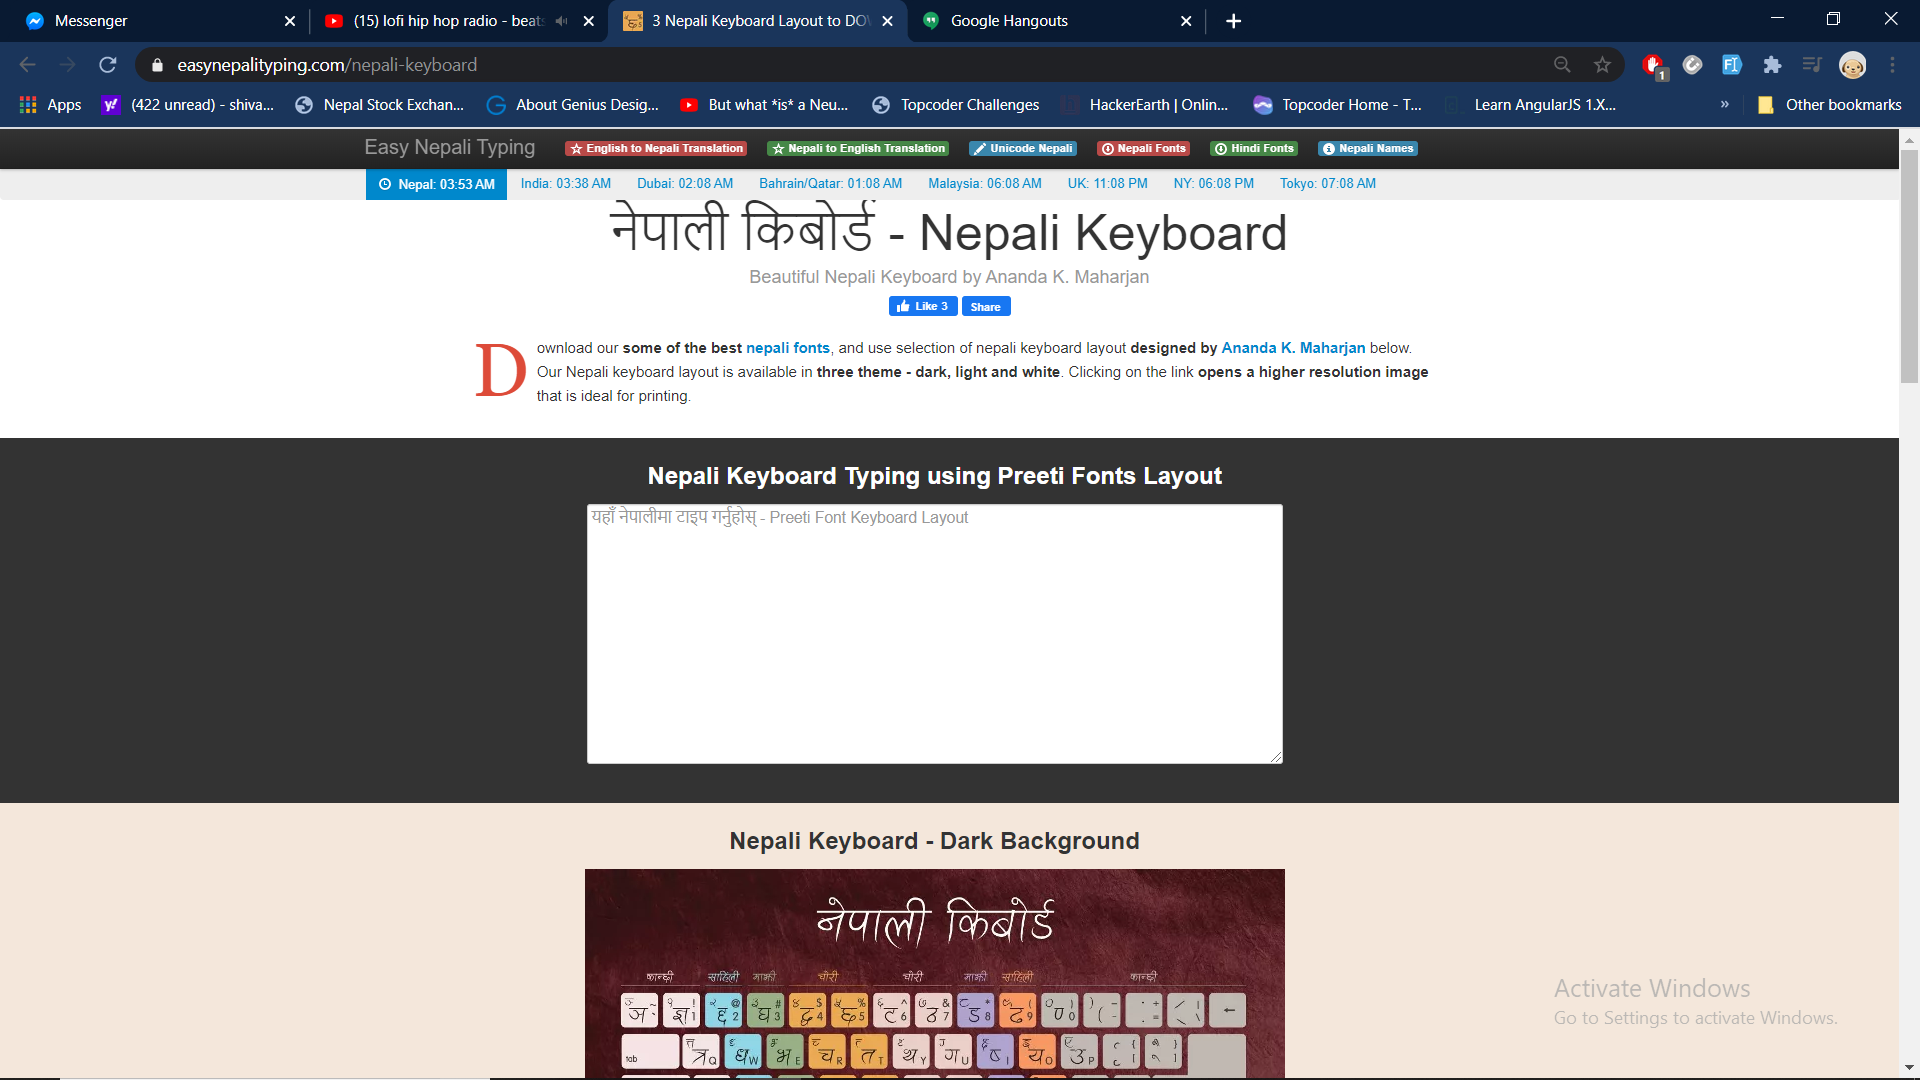 Messenger
(15) lofi hip hop radio - beats
3 Nepali Keyboard Layout to DOW
Google Hangouts
easynepalityping.com/nepali-keyboard
1
Apps
(422 unread) - shiva...
Nepal Stock Exchan...
About Genius Desig...
But what *is* a Neu...
Topcoder Challenges
HackerEarth | Onlin...
Topcoder Home - T...
Learn AngularJS 1.X...
»
Other bookmarks
Easy Nepali Typing
English to Nepali Translation
Nepali to English Translation
Unicode Nepali
Nepali Fonts
Hindi Fonts
Nepali Names
Nepal: 03:53 AM
India: 03:38 AM
Dubai: 02:08 AM
Bahrain/Qatar: 01:08 AM
Malaysia: 06:08 AM
UK: 11:08 PM
NY: 06:08 PM
Tokyo: 07:08 AM
नेपाली किबोर्ड - Nepali Keyboard
Beautiful Nepali Keyboard by Ananda K. Maharjan
Like 3
Share
Download our some of the best nepali fonts, and use selection of nepali keyboard layout designed by Ananda K. Maharjan below.
Our Nepali keyboard layout is available in three theme - dark, light and white. Clicking on the link opens a higher resolution image
that is ideal for printing.
Nepali Keyboard Typing using Preeti Fonts Layout
यहाँ नेपालीमा टाइप गर्नुहोस् - Preeti Font Keyboard Layout
Nepali Keyboard - Dark Background
नेपाली किबोर्ड
कान्छी साहिंली माझी चोरी चोरी माझी साहिंली कान्छी
tab
Activate Windows
Go to Settings to activate Windows.